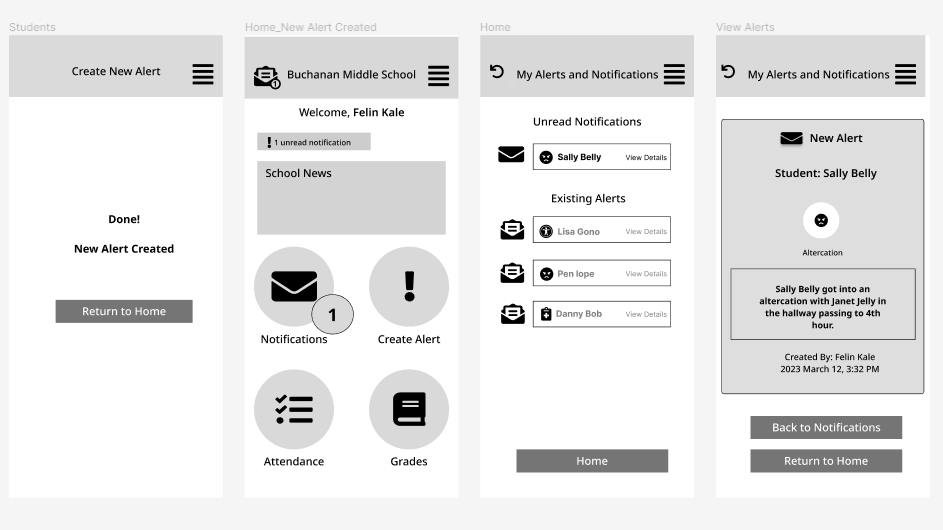 Students
Create New Alert
Done!
New Alert Created
Return to Home
Home_New Alert Created
1
Buchanan Middle School
Welcome, Felin Kale
! 1 unread notification
School News
1
Notifications
!
Create Alert
Attendance
Grades
Home
My Alerts and Notifications
Unread Notifications
Sally Belly View Details
Existing Alerts
Lisa Gono View Details
Pen lope View Details
Danny Bob View Details
Home
View Alerts
My Alerts and Notifications
New Alert
Student: Sally Belly
Altercation
Sally Belly got into an
altercation with Janet Jelly in
the hallway passing to 4th
hour.
Created By: Felin Kale
2023 March 12, 3:32 PM
Back to Notifications
Return to Home